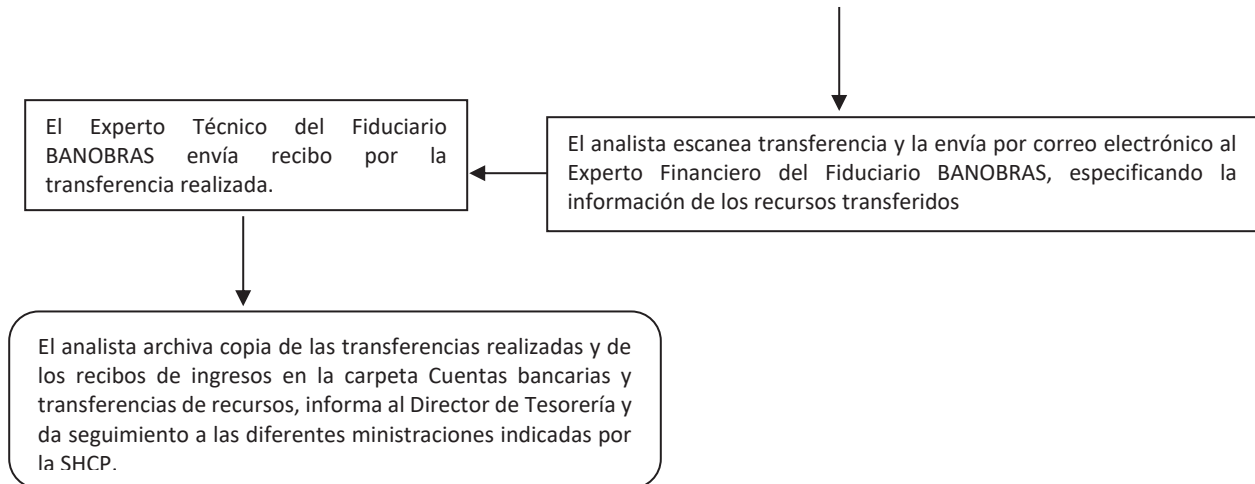 El analista escanea transferencia y la envía por correo electrónico al
Experto Financiero del Fiduciario BANOBRAS, especificando la
información de los recursos transferidos
El Experto Técnico del Fiduciario
BANOBRAS envía recibo por la
transferencia realizada.
El analista archiva copia de las transferencias realizadas y de
los recibos de ingresos en la carpeta Cuentas bancarias y
transferencias de recursos, informa al Director de Tesorería y
da seguimiento a las diferentes ministraciones indicadas por
la SHCP.